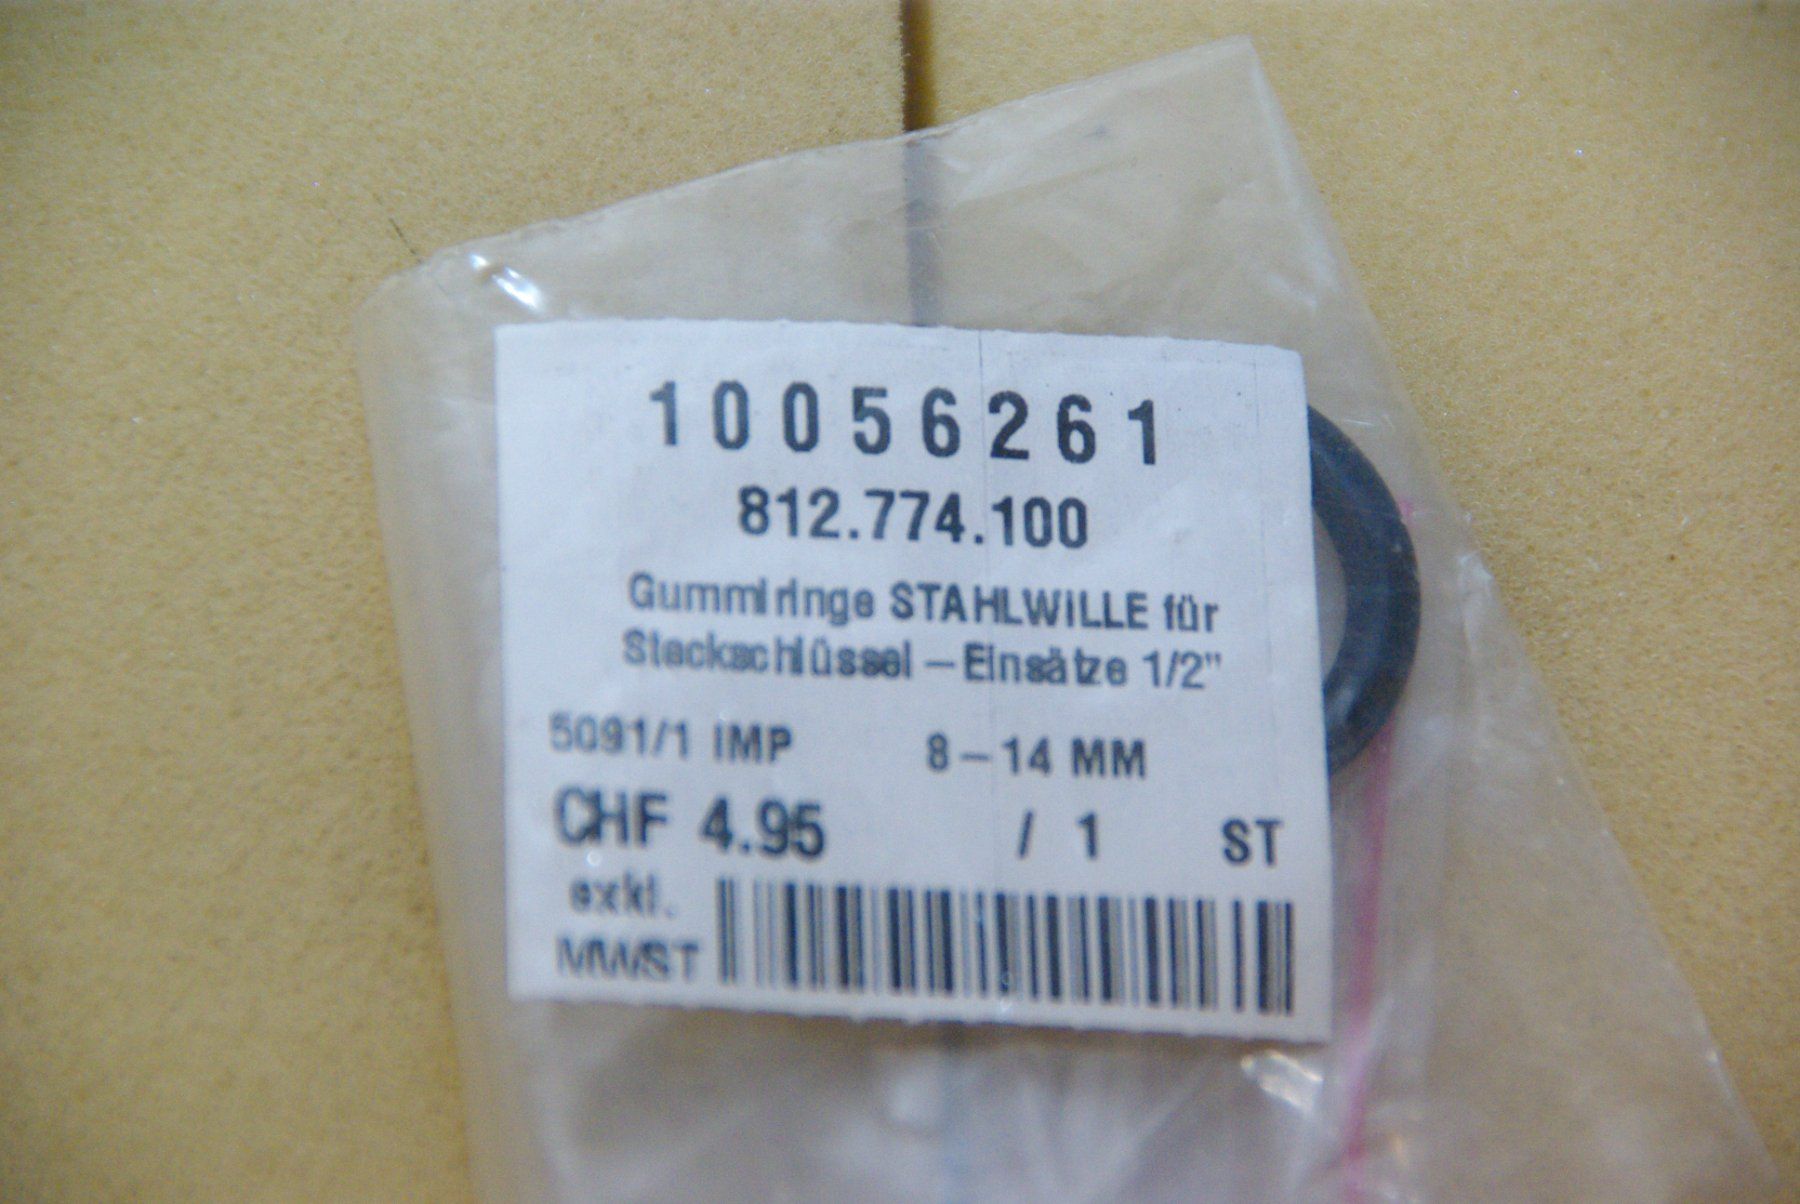 10056261
812.774.100
Gummiringe STAHLWILLE für
Steckschlüssel-Einsätze 1/2"
5091/1 IMP 8-14 MM
CHF 4.95 / 1 ST
exkl.
MWST